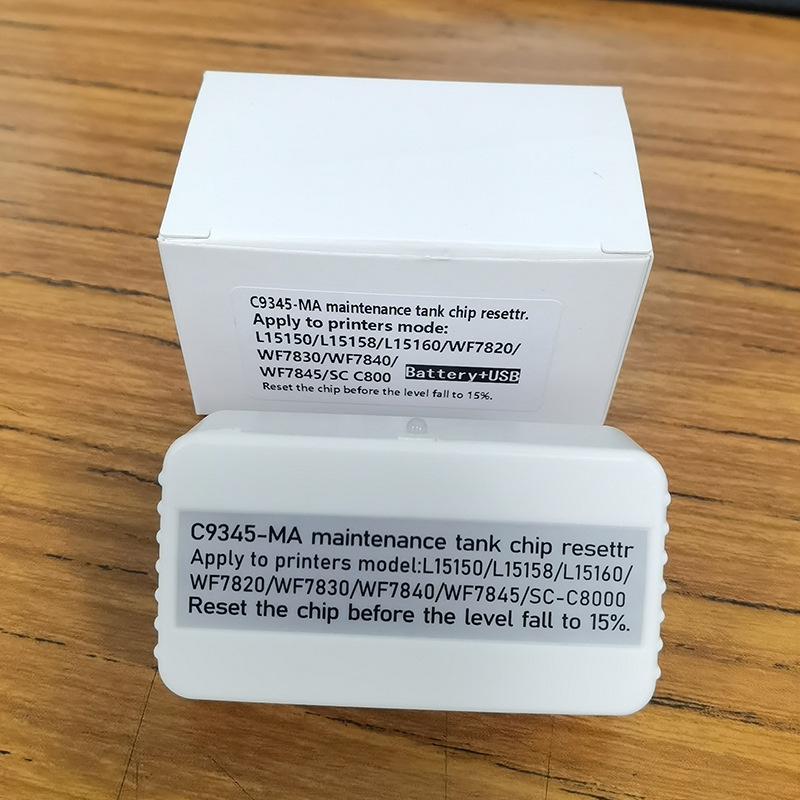 C9345-MA maintenance tank chip resettr.
Apply to printers mode:
L15150/L15158/L15160/WF7820/
WF7830/WF7840/
WF7845/SC C800 Battery+USB
Reset the chip before the level fall to 15%.
C9345-MA maintenance tank chip resettr
Apply to printers model:L15150/L15158/L15160/
WF7820/WF7830/WF7840/WF7845/SC-C8000
Reset the chip before the level fall to 15%.